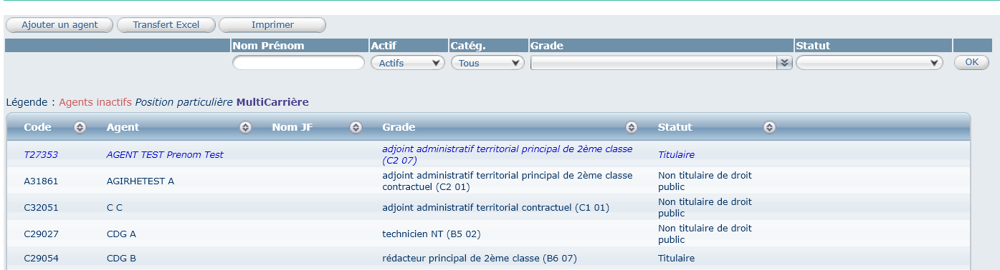 Ajouter un agent Transfert Excel Imprimer
Nom Prénom Actif Catég. Grade Statut
Actifs Tous OK
Légende : Agents inactifs Position particulière MultiCarrière
Code Agent Nom JF Grade Statut
T27353 AGENT TEST Prenom Test adjoint administratif territorial principal de 2ème classe (C2 07) Titulaire
A31861 AGIRHETEST A adjoint administratif territorial principal de 2ème classe contractuel (C2 01) Non titulaire de droit public
C32051 C C adjoint administratif territorial contractuel (C1 01) Non titulaire de droit public
C29027 CDG A technicien NT (B5 02) Non titulaire de droit public
C29054 CDG B rédacteur principal de 2ème classe (B6 07) Titulaire